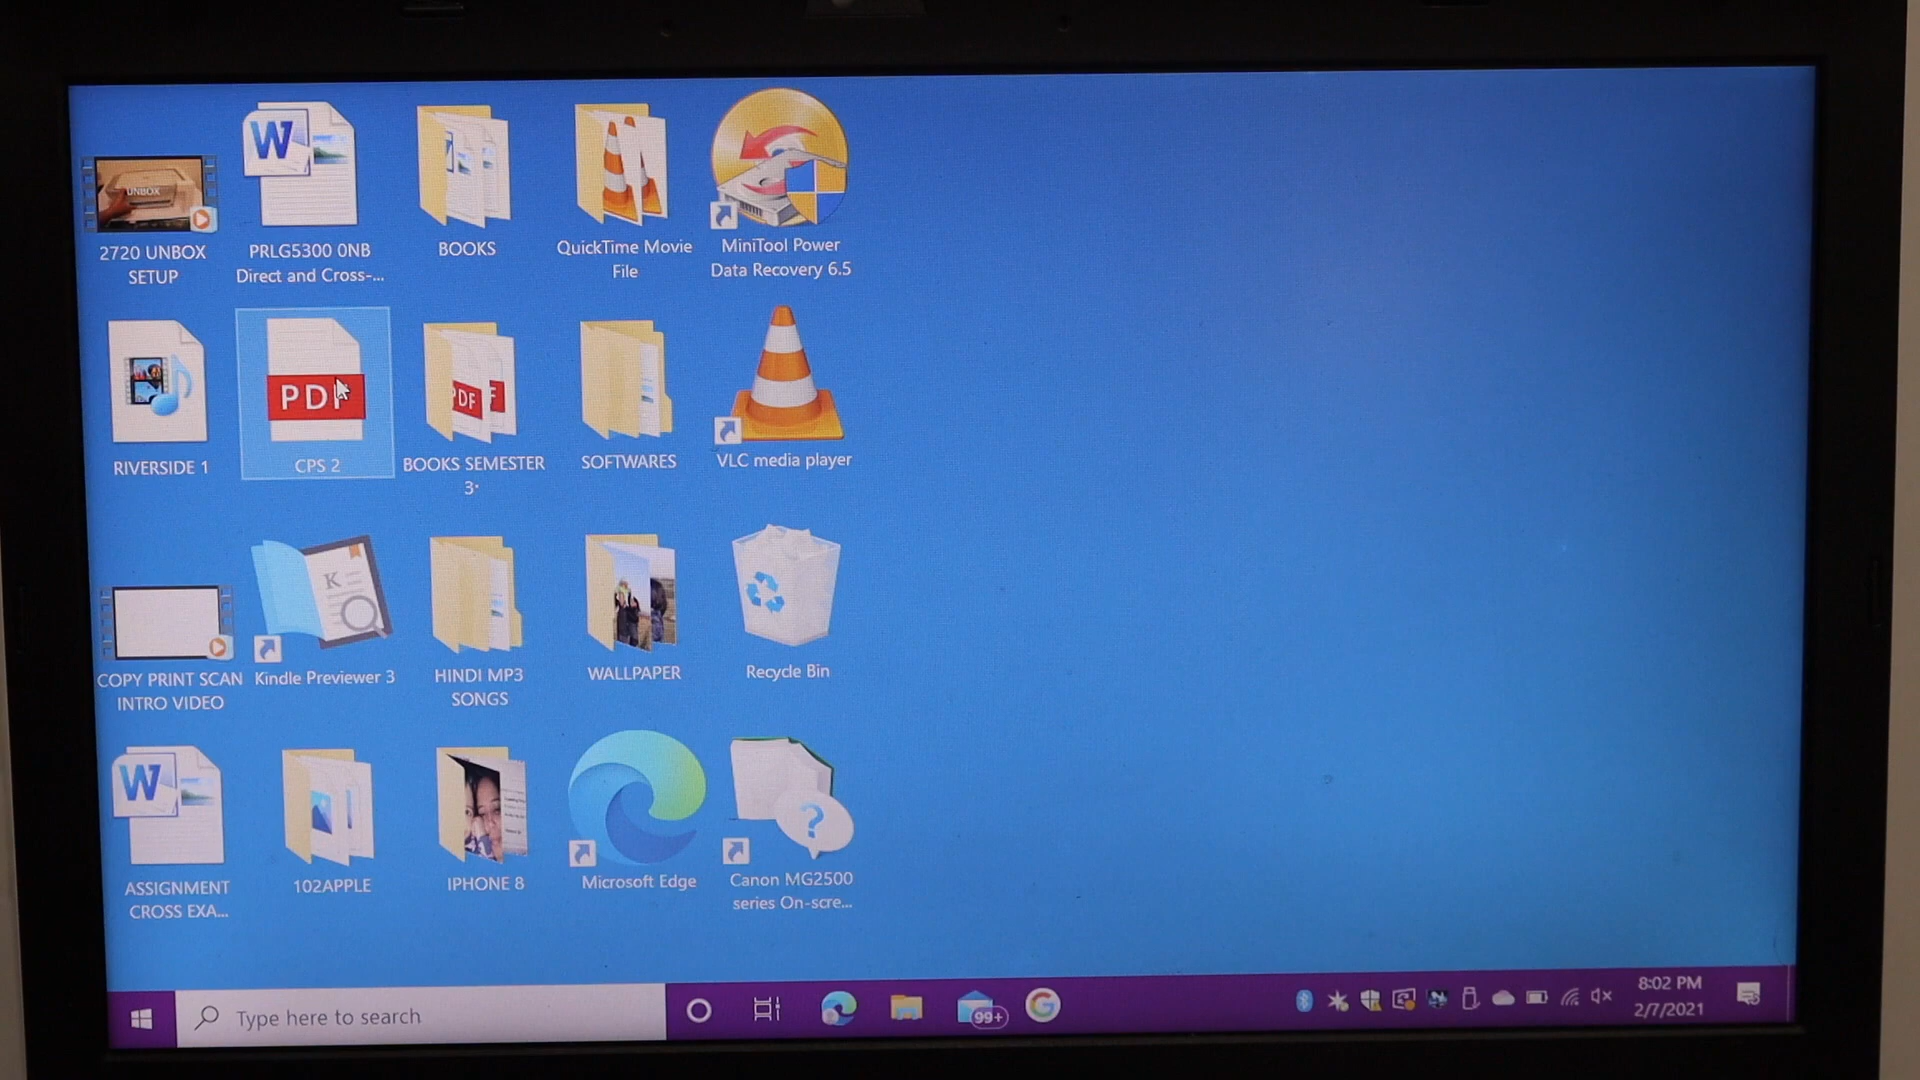 UNBOX
2720 UNBOX
SETUP
W
PRLG5300 0NB
Direct and Cross-...
BOOKS
QuickTime Movie
File
MiniTool Power
Data Recovery 6.5
RIVERSIDE 1
PDF
CPS 2
PDF
F
BOOKS SEMESTER
3·
SOFTWARES
VLC media player
COPY PRINT SCAN
INTRO VIDEO
K
Kindle Previewer 3
HINDI MP3
SONGS
WALLPAPER
Recycle Bin
W
ASSIGNMENT
CROSS EXA...
102APPLE
IPHONE 8
Microsoft Edge
?
Canon MG2500
series On-scre...
Type here to search
99+
G
8:02 PM
2/7/2021